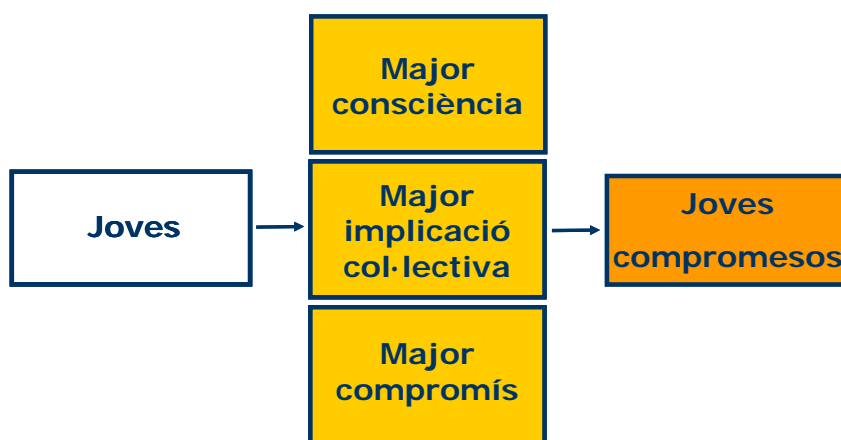 Major
consciència
Joves
Major
implicació
col·lectiva
Joves
compromesos
Major
compromís